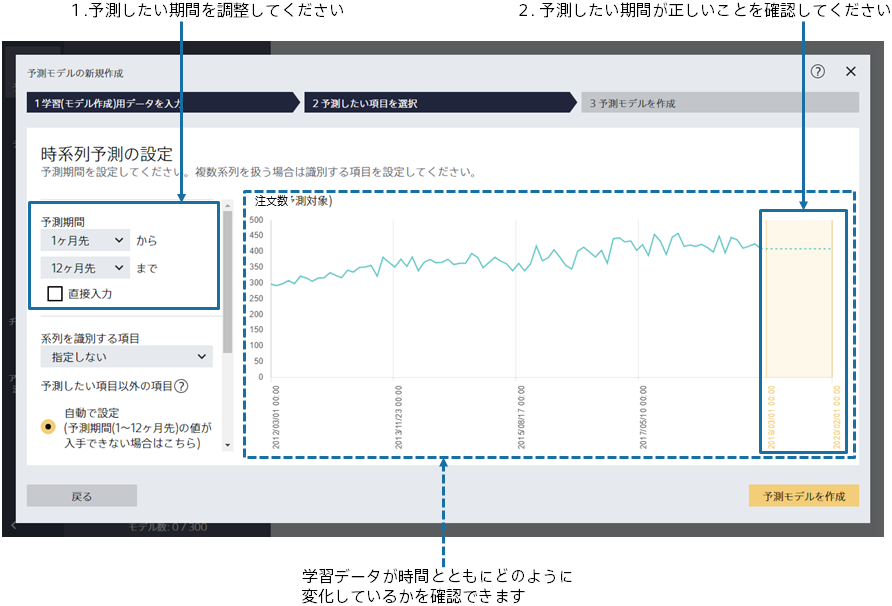 1.予測したい期間を調整してください
2.予測したい期間が正しいことを確認してください
予測モデルの新規作成
1 学習(モデル作成)用データを入力
2 予測したい項目を選択
3 予測モデルを作成
時系列予測の設定
予測期間を設定してください。複数系列を扱う場合は識別する項目を設定してください。
予測期間
1ヶ月先 から
12ヶ月先 まで
直接入力
系列を識別する項目
指定しない
予測したい項目以外の項目 ?
自動で設定
(予測期間(1~12ヶ月先)の値が
入手できない場合はこちら)
注文数 測対象)
500
450
400
350
300
250
200
150
100
50
0
2012/03/01 00:00
2013/11/23 00:00
2015/08/17 00:00
2017/05/10 00:00
2019/03/01 00:00
2020/02/01 00:00
戻る
予測モデルを作成
モデル数: 0 / 300
学習データが時間とともにどのように
変化しているかを確認できます